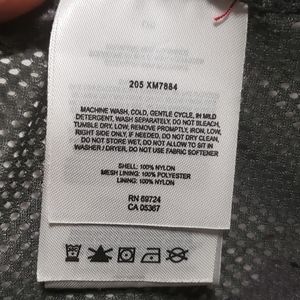 205 XM7884
MACHINE WASH, COLD, GENTLE CYCLE, IN MILD
DETERGENT, WASH SEPARATELY, DO NOT BLEACH,
TUMBLE DRY, LOW, REMOVE PROMPTLY, IRON, LOW,
RIGHT SIDE ONLY, IF NEEDED, DO NOT DRY CLEAN,
DO NOT STORE WET, DO NOT ALLOW TO SIT IN
WASHER / DRYER. DO NOT USE FABRIC SOFTENER
SHELL: 100% NYLON
MESH LINING: 100% POLYESTER
LINING: 100% NYLON
RN 69724
CA 05367